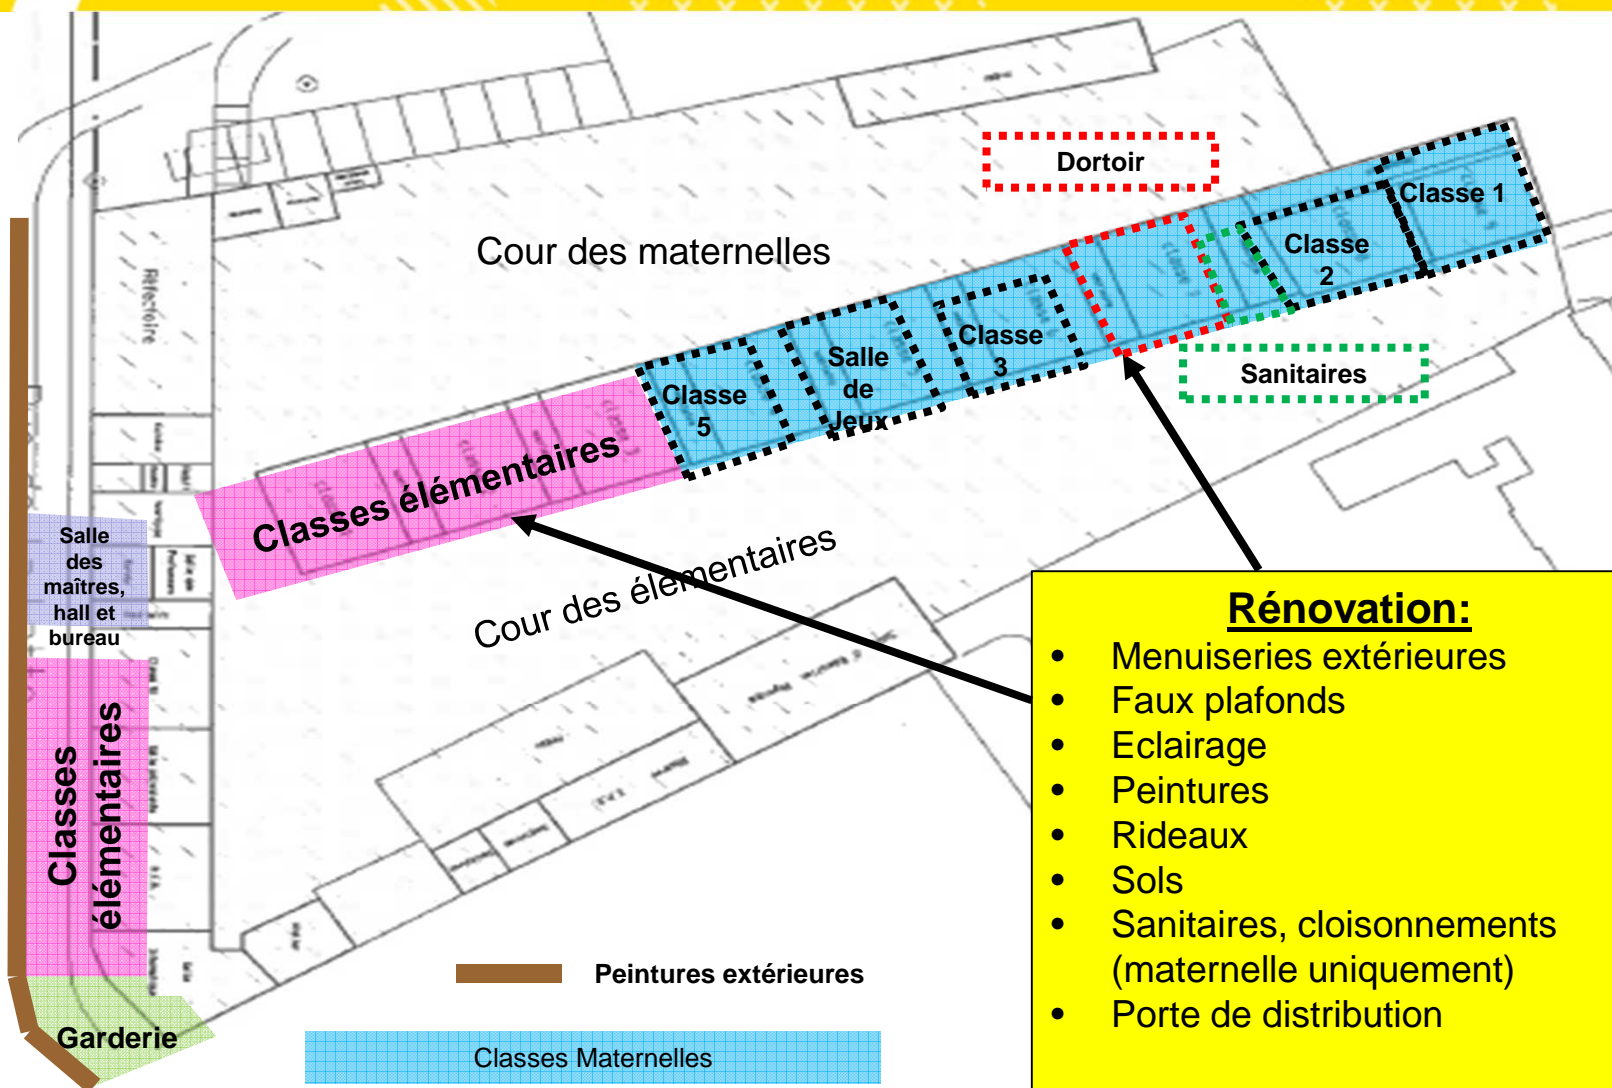 Dortoir
Classe 1
Cour des maternelles
Classe
2
Réfectoire
Classe
3
Salle
de
Jeux
Sanitaires
Classe
5
Classes élémentaires
Salle
des
maîtres,
hall et
bureau
Cour des élémentaires
Rénovation:
• Menuiseries extérieures
• Faux plafonds
• Eclairage
• Peintures
• Rideaux
• Sols
• Sanitaires, cloisonnements
(maternelle uniquement)
• Porte de distribution
Classes
élémentaires
Peintures extérieures
Garderie
Classes Maternelles